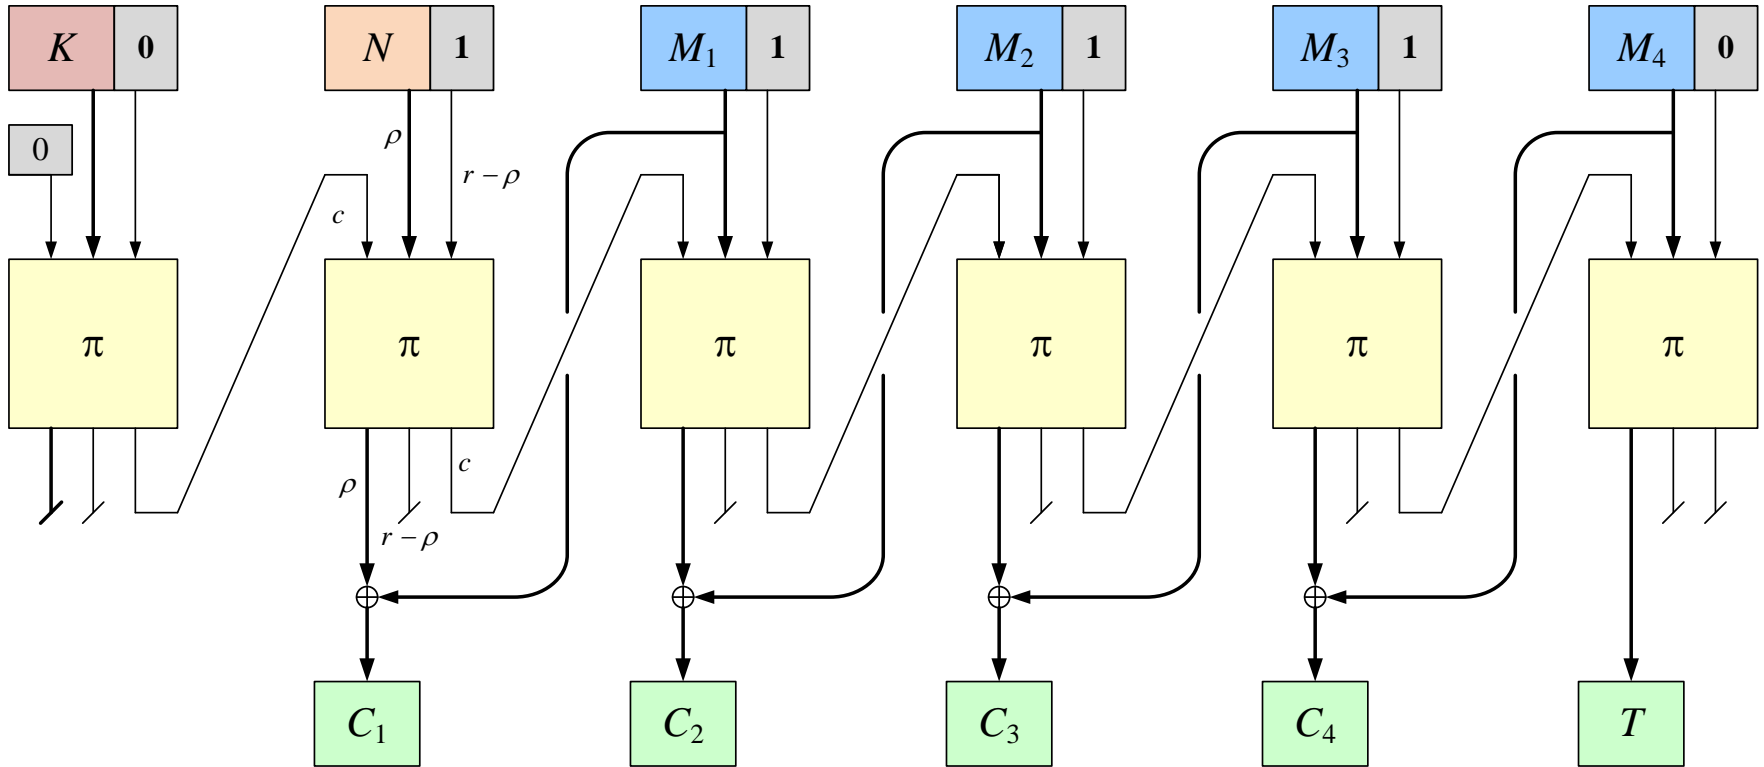 K 0 N 1 M₁ 1 M₂ 1 M₃ 1 M₄ 0
0
ρ
r − ρ
c
π π π π π π
c
ρ
r − ρ
C₁ C₂ C₃ C₄ T